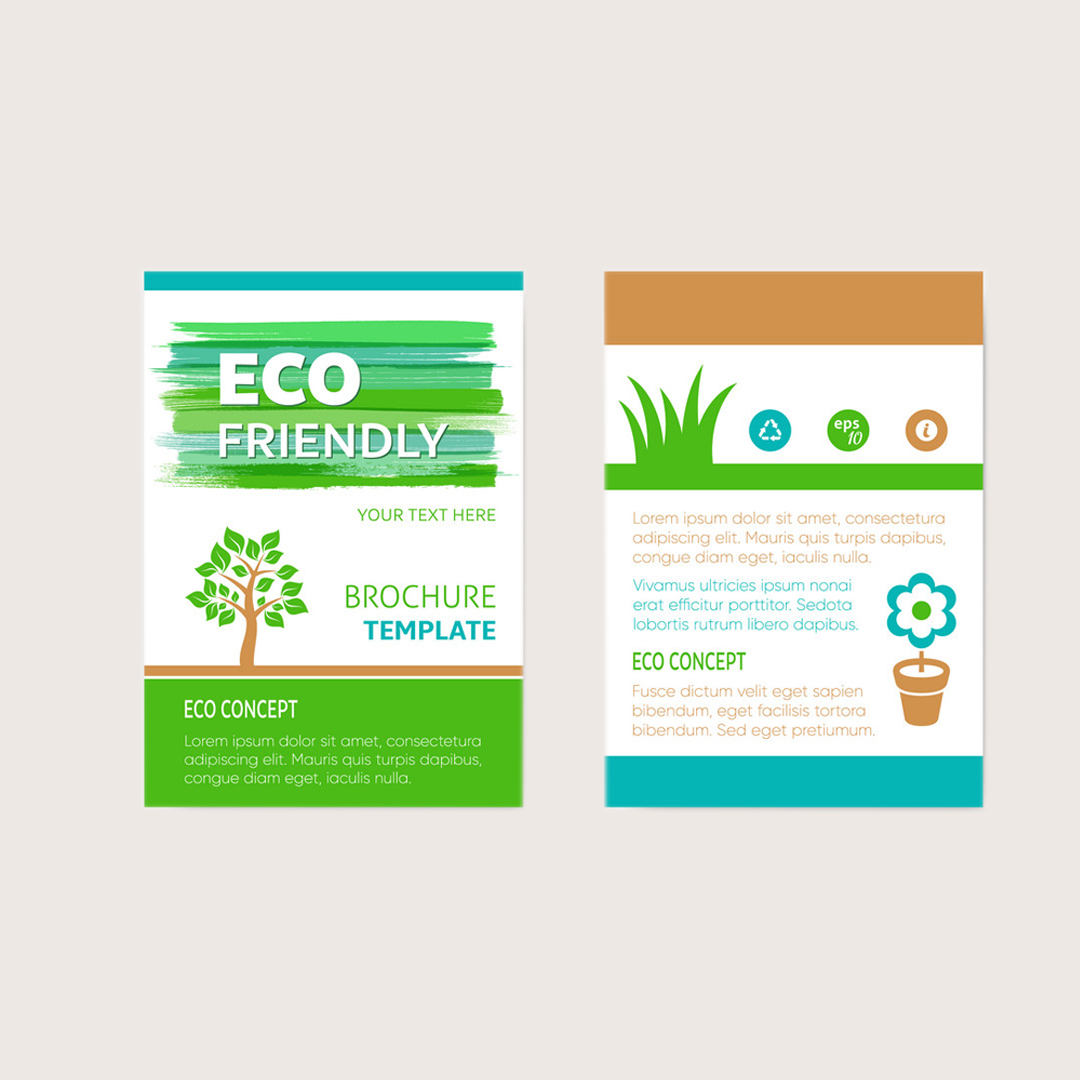 ECO
FRIENDLY
YOUR TEXT HERE
BROCHURE
TEMPLATE
ECO CONCEPT
Lorem ipsum dolor sit amet, consectetura
adipiscing elit. Mauris quis turpis dapibus,
congue diam eget, iaculis nulla.
eps
10
i
Lorem ipsum dolor sit amet, consectetura
adipiscing elit. Mauris quis turpis dapibus,
congue diam eget, iaculis nulla.
Vivamus ultricies ipsum nonai
erat efficitur porttitor. Sedota
lobortis rutrum libero dapibus.
ECO CONCEPT
Fusce dictum velit eget sapien
bibendum, eget facilisis tortora
bibendum. Sed eget pretiumum.